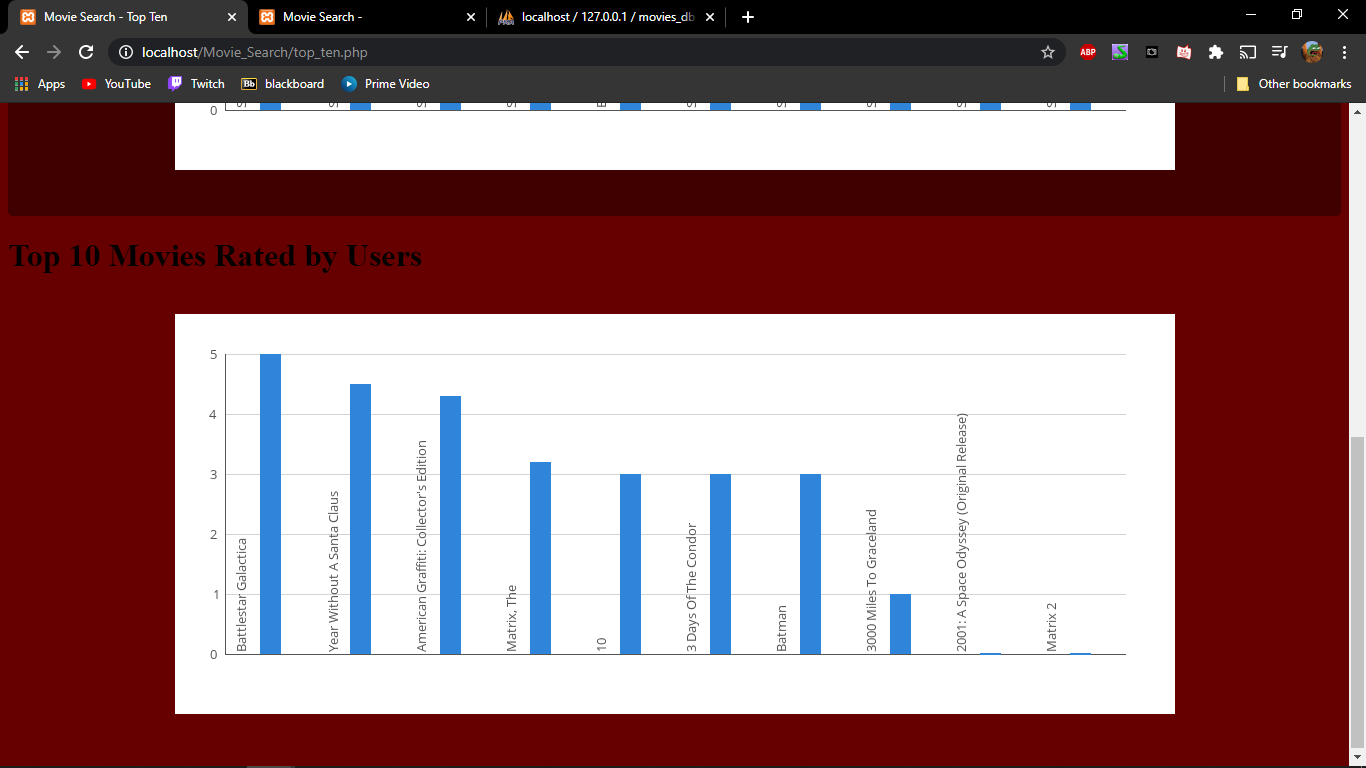 Movie Search - Top Ten
Movie Search -
localhost / 127.0.0.1 / movies_db
localhost/Movie_Search/top_ten.php
ABP
Apps
YouTube
Twitch
Bb
blackboard
Prime Video
Other bookmarks
0
Top 10 Movies Rated by Users
5
4
3
2
1
0
Battlestar Galactica
Year Without A Santa Claus
American Graffiti: Collector's Edition
Matrix, The
10
3 Days Of The Condor
Batman
3000 Miles To Graceland
2001: A Space Odyssey (Original Release)
Matrix 2